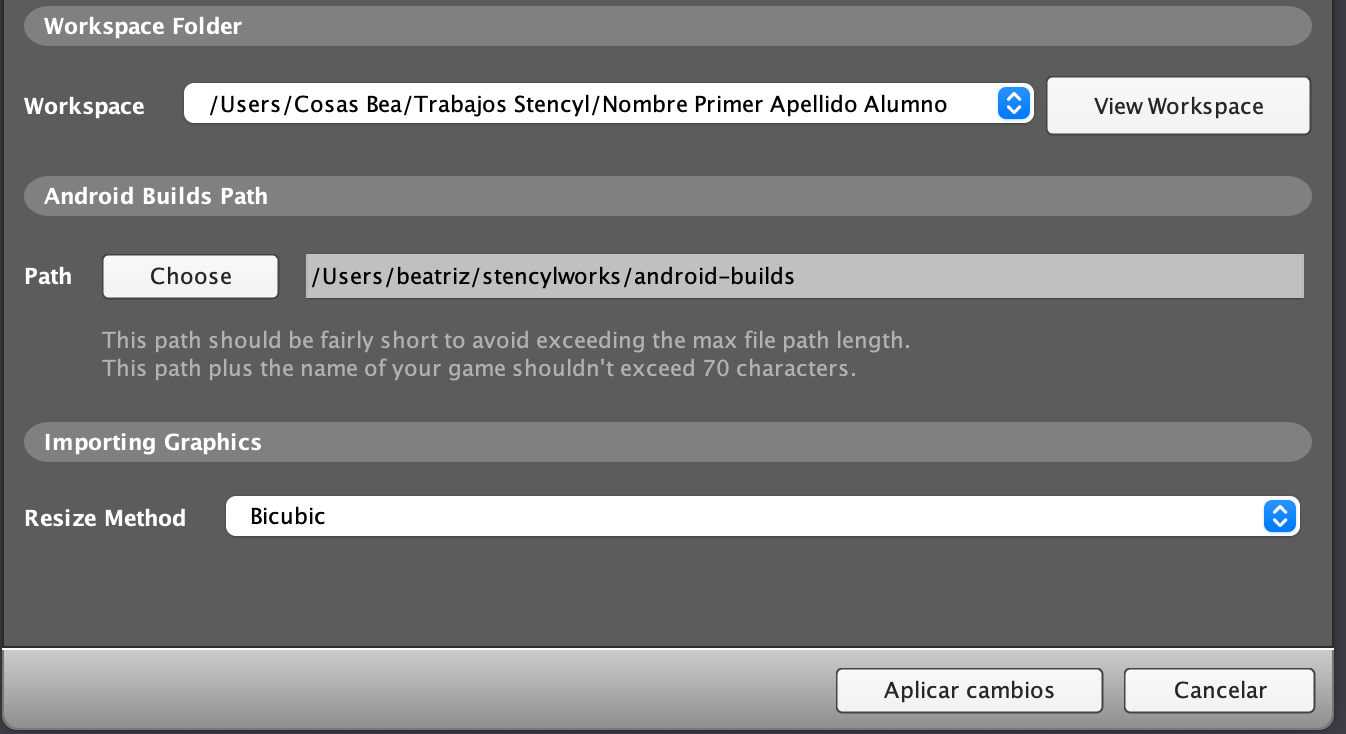 Workspace Folder
Workspace /Users/Cosas Bea/Trabajos Stencyl/Nombre Primer Apellido Alumno View Workspace
Android Builds Path
Path Choose /Users/beatriz/stencylworks/android-builds
This path should be fairly short to avoid exceeding the max file path length.
This path plus the name of your game shouldn't exceed 70 characters.
Importing Graphics
Resize Method Bicubic
Aplicar cambios Cancelar